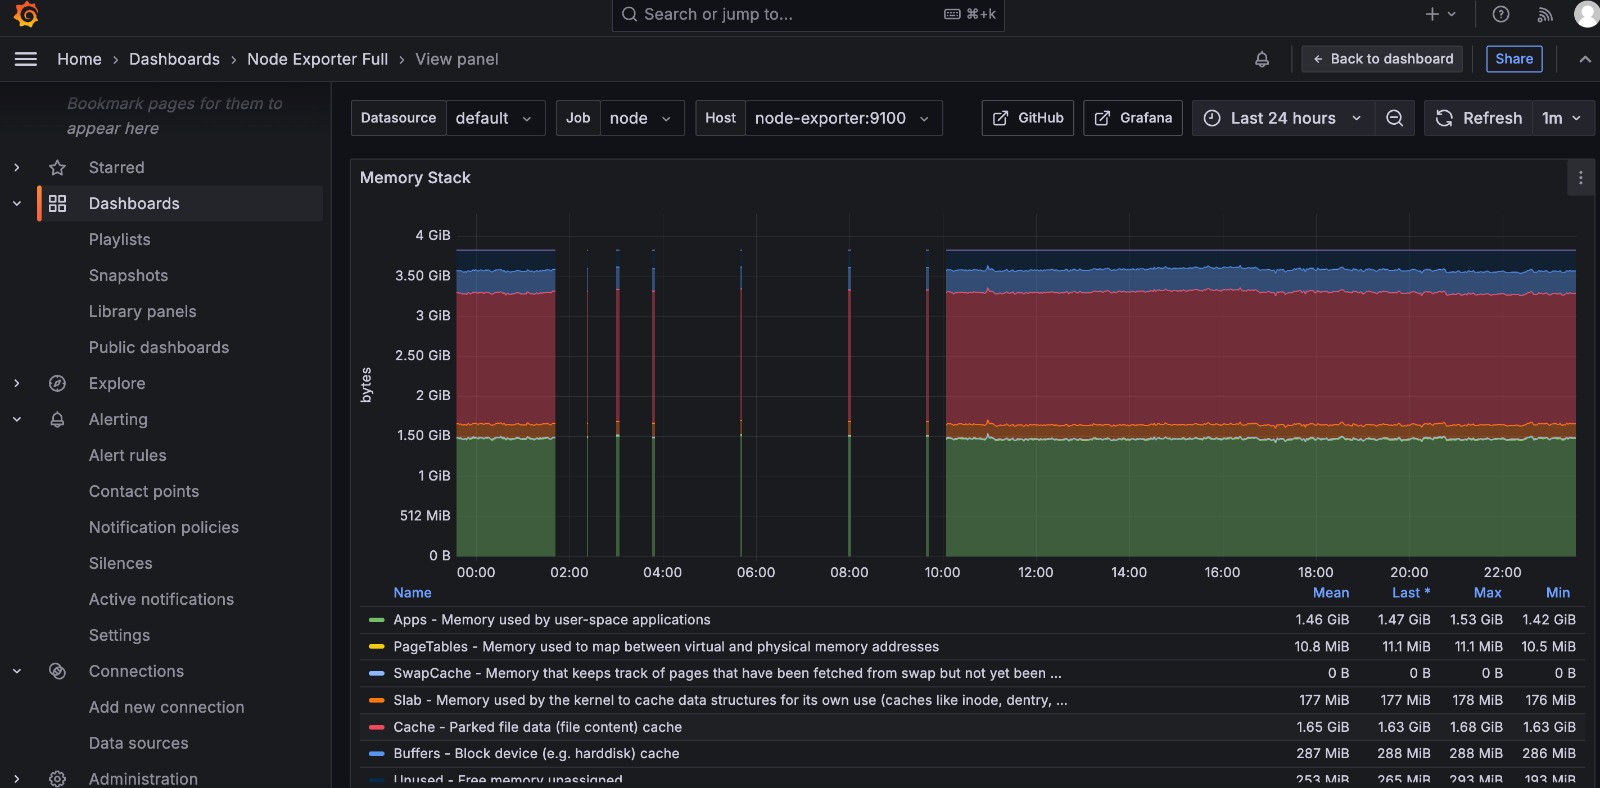 Search or jump to... ⌘+k
Home › Dashboards › Node Exporter Full › View panel
← Back to dashboard Share
Bookmark pages for them to
appear here
Starred
Dashboards
Playlists
Snapshots
Library panels
Public dashboards
Explore
Alerting
Alert rules
Contact points
Notification policies
Silences
Active notifications
Settings
Connections
Add new connection
Data sources
Administration
Datasource default Job node Host node-exporter:9100 GitHub Grafana Last 24 hours Refresh 1m
Memory Stack
bytes
4 GiB
3.50 GiB
3 GiB
2.50 GiB
2 GiB
1.50 GiB
1 GiB
512 MiB
0 B
00:00 02:00 04:00 06:00 08:00 10:00 12:00 14:00 16:00 18:00 20:00 22:00
Name Mean Last * Max Min
Apps - Memory used by user-space applications 1.46 GiB 1.47 GiB 1.53 GiB 1.42 GiB
PageTables - Memory used to map between virtual and physical memory addresses 10.8 MiB 11.1 MiB 11.1 MiB 10.5 MiB
SwapCache - Memory that keeps track of pages that have been fetched from swap but not yet been ... 0 B 0 B 0 B 0 B
Slab - Memory used by the kernel to cache data structures for its own use (caches like inode, dentry, ... 177 MiB 177 MiB 178 MiB 176 MiB
Cache - Parked file data (file content) cache 1.65 GiB 1.63 GiB 1.68 GiB 1.63 GiB
Buffers - Block device (e.g. harddisk) cache 287 MiB 288 MiB 288 MiB 286 MiB
Unused - Free memory unassigned 253 MiB 265 MiB 293 MiB 193 MiB